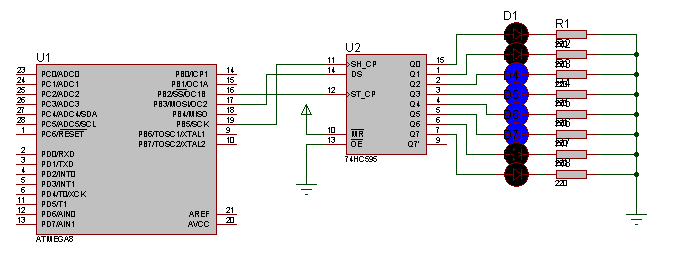 U1
23 PC0/ADC0 PB0/ICP1 14
24 PC1/ADC1 PB1/OC1A 15
25 PC2/ADC2 PB2/SS/OC1B 16
26 PC3/ADC3 PB3/MOSI/OC2 17
27 PC4/ADC4/SDA PB4/MISO 18
28 PC5/ADC5/SCL PB5/SCK 19
1 PC6/RESET PB6/TOSC1/XTAL1 9
PB7/TOSC2/XTAL2 10
2 PD0/RXD
3 PD1/TXD
4 PD2/INT0
5 PD3/INT1
6 PD4/T0/XCK
11 PD5/T1
12 PD6/AIN0 AREF 21
13 PD7/AIN1 AVCC 20
ATMEGA8
U2
11 SH_CP Q0 15
14 DS Q1 1
Q2 2
12 ST_CP Q3 3
Q4 4
Q5 5
Q6 6
10 MR Q7 7
13 OE Q7' 9
74HC595
D1
R1
220